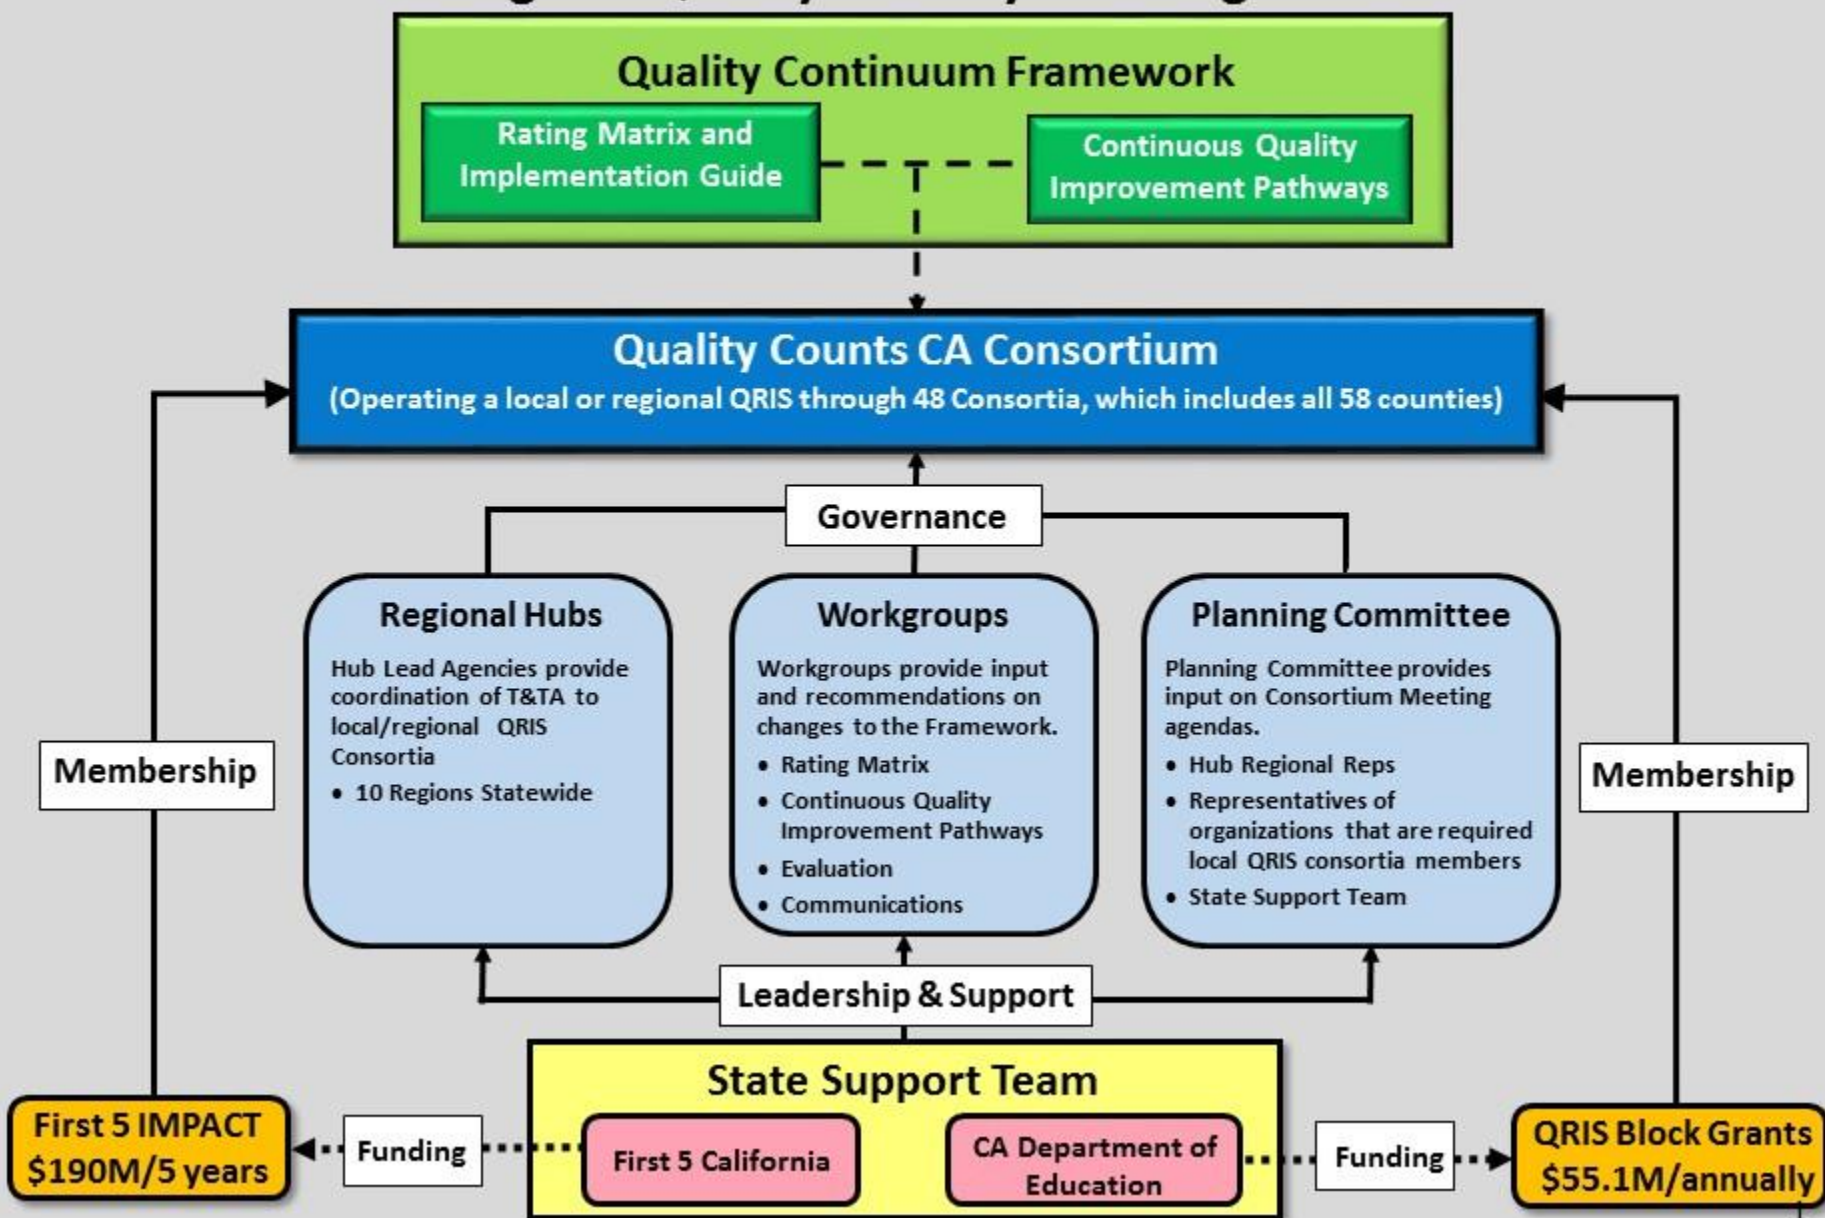 Quality Continuum Framework
Rating Matrix and
Implementation Guide
Continuous Quality
Improvement Pathways
Quality Counts CA Consortium
(Operating a local or regional QRIS through 48 Consortia, which includes all 58 counties)
Governance
Membership
Regional Hubs
Hub Lead Agencies provide
coordination of T&TA to
local/regional QRIS
Consortia
• 10 Regions Statewide
Workgroups
Workgroups provide input
and recommendations on
changes to the Framework.
• Rating Matrix
• Continuous Quality
Improvement Pathways
• Evaluation
• Communications
Planning Committee
Planning Committee provides
input on Consortium Meeting
agendas.
• Hub Regional Reps
• Representatives of
organizations that are required
local QRIS consortia members
• State Support Team
Membership
Leadership & Support
State Support Team
First 5 IMPACT
$190M/5 years
Funding
First 5 California
CA Department of
Education
Funding
QRIS Block Grants
$55.1M/annually